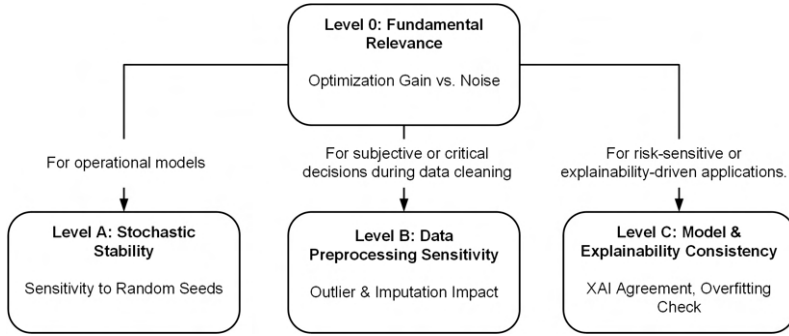 Level 0: Fundamental
Relevance
Optimization Gain vs. Noise
For operational models
For subjective or critical
decisions during data cleaning
For risk-sensitive or
explainability-driven applications.
Level A: Stochastic
Stability
Sensitivity to Random Seeds
Level B: Data
Preprocessing Sensitivity
Outlier & Imputation Impact
Level C: Model &
Explainability Consistency
XAI Agreement, Overfitting
Check